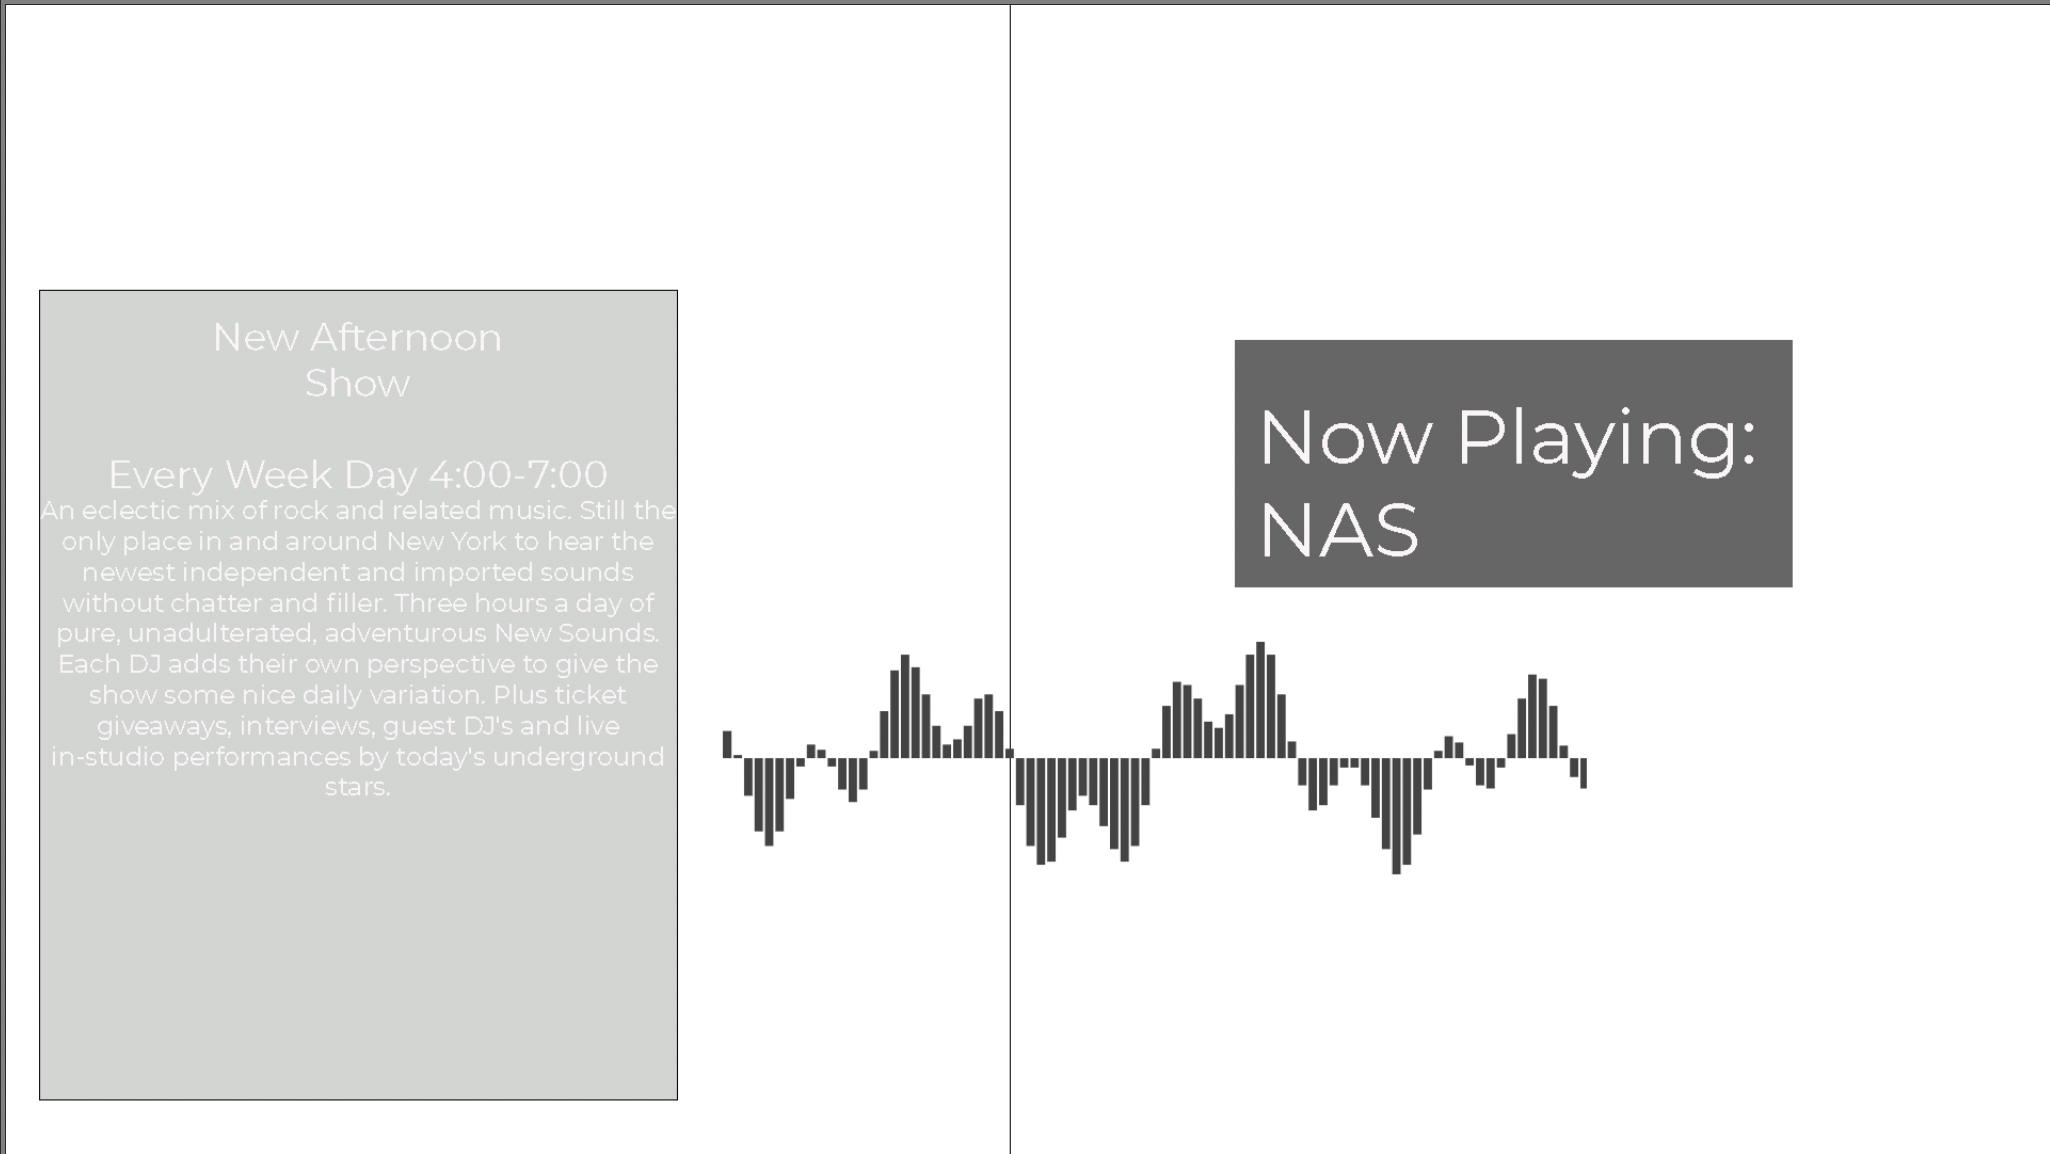 New Afternoon
Show
Every Week Day 4:00-7:00
An eclectic mix of rock and related music. Still the
only place in and around New York to hear the
newest independent and imported sounds
without chatter and filler. Three hours a day of
pure, unadulterated, adventurous New Sounds.
Each DJ adds their own perspective to give the
show some nice daily variation. Plus ticket
giveaways, interviews, guest DJ's and live
in-studio performances by today's underground
stars.
Now Playing:
NAS